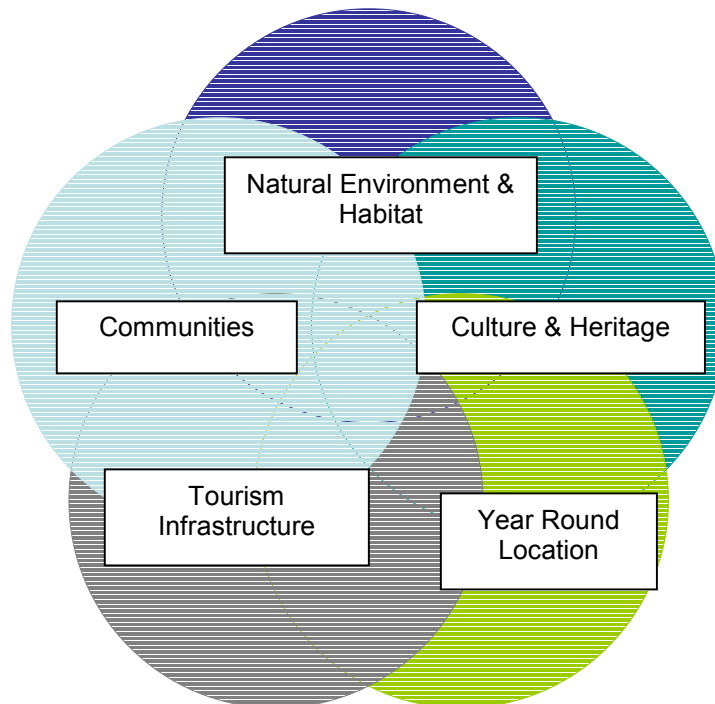 Natural Environment &
Habitat
Communities
Culture & Heritage
Tourism
Infrastructure
Year Round
Location